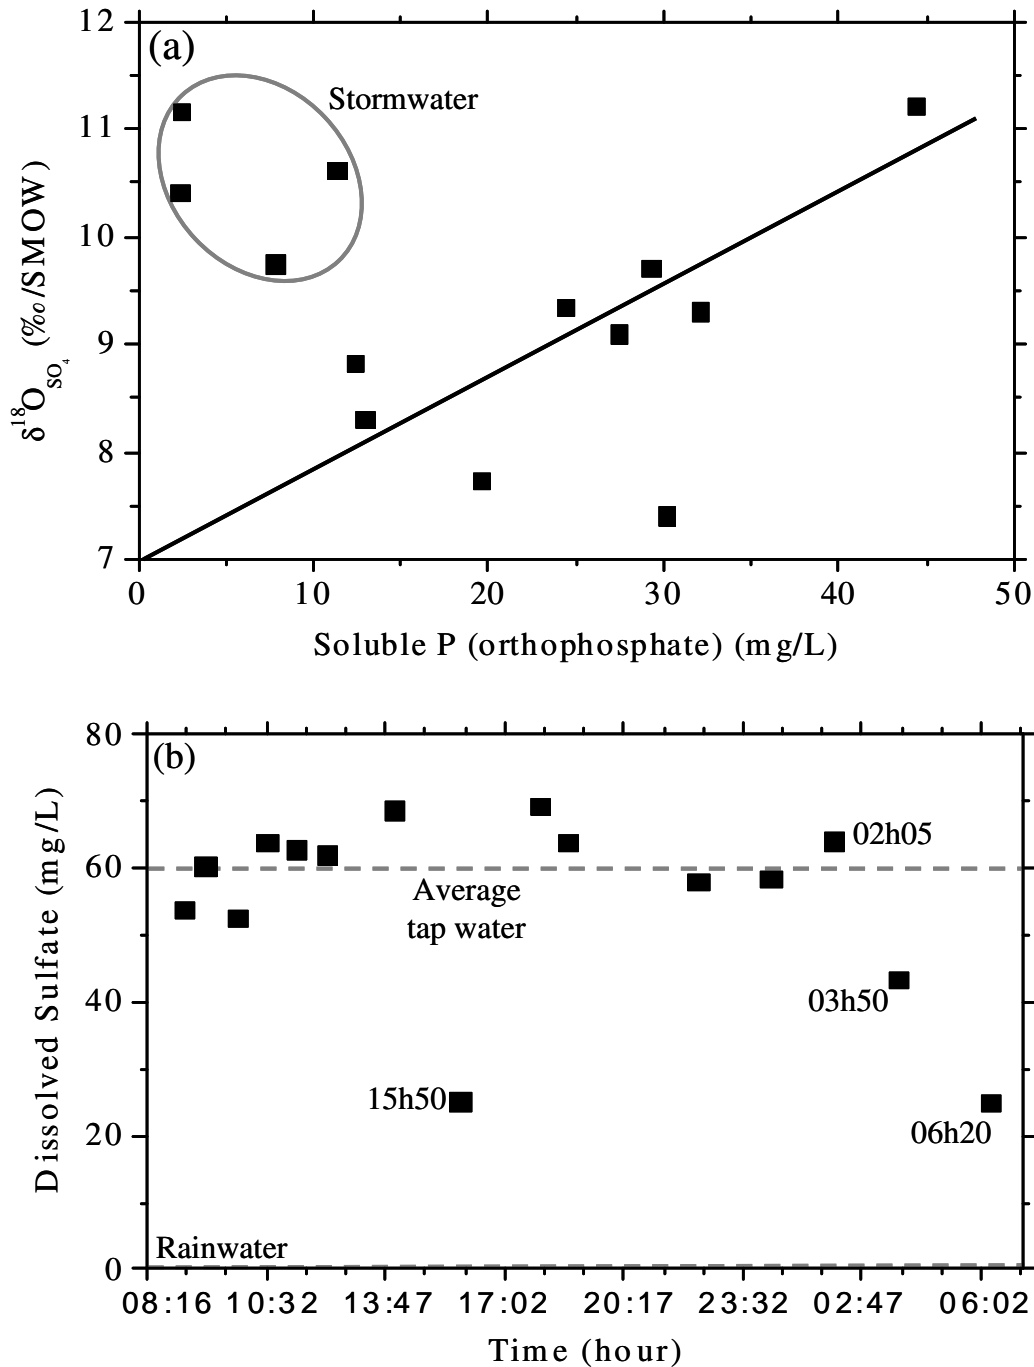 (a)
Stormwater
12
11
10
9
8
7
δ¹⁸O_SO₄ (‰/SMOW)
0 10 20 30 40 50
Soluble P (orthophosphate) (mg/L)
(b)
80
60
40
20
0
Dissolved Sulfate (mg/L)
02h05
Average
tap water
03h50
15h50
06h20
Rainwater
08:16 10:32 13:47 17:02 20:17 23:32 02:47 06:02
Time (hour)